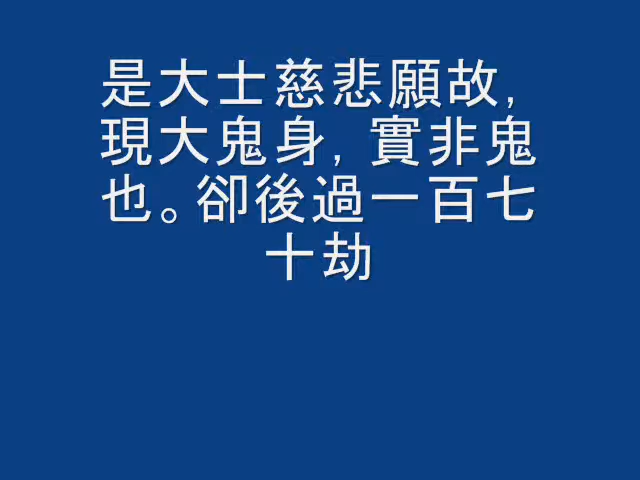 是大士慈悲願故,
現大鬼身, 實非鬼
也。卻後過一百七
十劫